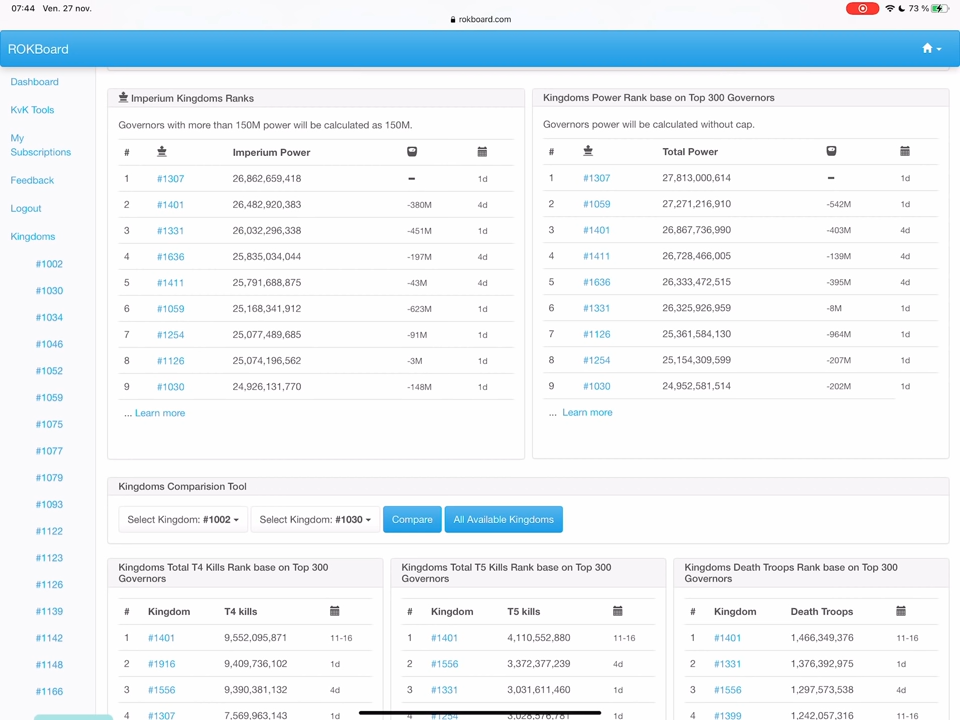 07:44 Ven. 27 nov.
73 %
rokboard.com
ROKBoard
Dashboard
KvK Tools
My
Subscriptions
Feedback
Logout
Kingdoms
#1002
#1030
#1034
#1046
#1052
#1059
#1075
#1077
#1079
#1093
#1122
#1123
#1126
#1139
#1142
#1148
#1166
Imperium Kingdoms Ranks
Governors with more than 150M power will be calculated as 150M.
# Imperium Power
1 #1307 26,862,659,418 – 1d
2 #1401 26,482,920,383 -380M 4d
3 #1331 26,032,296,338 -451M 1d
4 #1636 25,835,034,044 -197M 4d
5 #1411 25,791,688,875 -43M 4d
6 #1059 25,168,341,912 -623M 1d
7 #1254 25,077,489,685 -91M 1d
8 #1126 25,074,196,562 -3M 1d
9 #1030 24,926,131,770 -148M 1d
... Learn more
Kingdoms Power Rank base on Top 300 Governors
Governors power will be calculated without cap.
# Total Power
1 #1307 27,813,000,614 – 1d
2 #1059 27,271,216,910 -542M 1d
3 #1401 26,867,736,990 -403M 4d
4 #1411 26,728,466,005 -139M 4d
5 #1636 26,333,472,515 -395M 4d
6 #1331 26,325,926,959 -8M 1d
7 #1126 25,361,584,130 -964M 1d
8 #1254 25,154,309,599 -207M 1d
9 #1030 24,952,581,514 -202M 1d
... Learn more
Kingdoms Comparision Tool
Select Kingdom: #1002 Select Kingdom: #1030 Compare All Available Kingdoms
Kingdoms Total T4 Kills Rank base on Top 300
Governors
# Kingdom T4 kills
1 #1401 9,552,095,871 11-16
2 #1916 9,409,736,102 1d
3 #1556 9,390,381,132 4d
4 #1307 7,569,963,143 1d
Kingdoms Total T5 Kills Rank base on Top 300
Governors
# Kingdom T5 kills
1 #1401 4,110,552,880 11-16
2 #1556 3,372,377,239 4d
3 #1331 3,031,611,460 1d
4 #1254 3,028,576,781 1d
Kingdoms Death Troops Rank base on Top 300
Governors
# Kingdom Death Troops
1 #1401 1,466,349,376 11-16
2 #1331 1,376,392,975 1d
3 #1556 1,297,573,538 4d
4 #1399 1,242,057,316 11-16